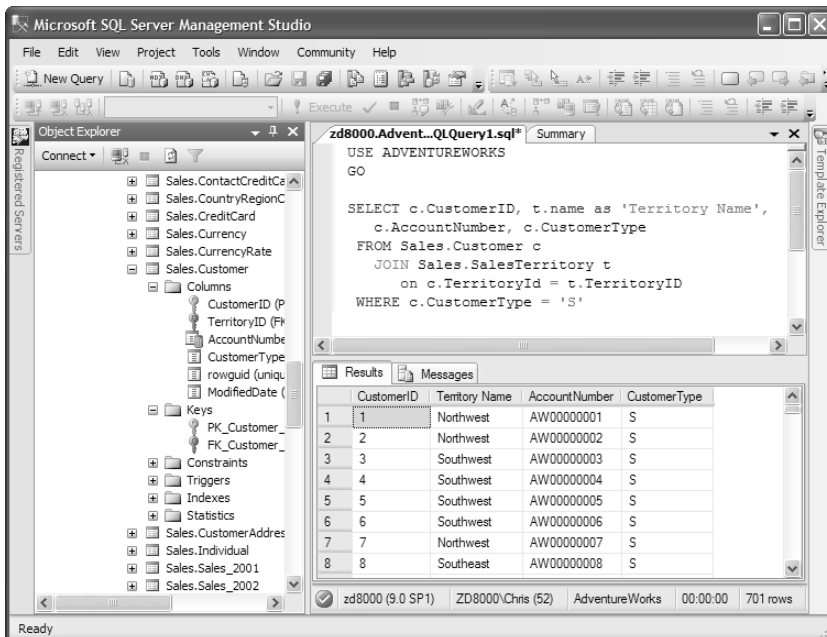 Microsoft SQL Server Management Studio
File Edit View Project Tools Window Community Help
New Query
Execute
Registered Servers
Object Explorer
Connect
Sales.ContactCreditCa
Sales.CountryRegionC
Sales.CreditCard
Sales.Currency
Sales.CurrencyRate
Sales.Customer
Columns
CustomerID (P
TerritoryID (FK
AccountNumbe
CustomerType
rowguid (uniqu
ModifiedDate (
Keys
PK_Customer_
FK_Customer_
Constraints
Triggers
Indexes
Statistics
Sales.CustomerAddres
Sales.Individual
Sales.Sales_2001
Sales.Sales_2002
zd8000.Advent...QLQuery1.sql* Summary
USE ADVENTUREWORKS
GO
SELECT c.CustomerID, t.name as 'Territory Name',
c.AccountNumber, c.CustomerType
FROM Sales.Customer c
JOIN Sales.SalesTerritory t
on c.TerritoryId = t.TerritoryID
WHERE c.CustomerType = 'S'
Results Messages
CustomerID Territory Name AccountNumber CustomerType
1 1 Northwest AW00000001 S
2 2 Northwest AW00000002 S
3 3 Southwest AW00000003 S
4 4 Southwest AW00000004 S
5 5 Southwest AW00000005 S
6 6 Southwest AW00000006 S
7 7 Northwest AW00000007 S
8 8 Southeast AW00000008 S
zd8000 (9.0 SP1) ZD8000\Chris (52) AdventureWorks 00:00:00 701 rows
Template Explorer
Ready